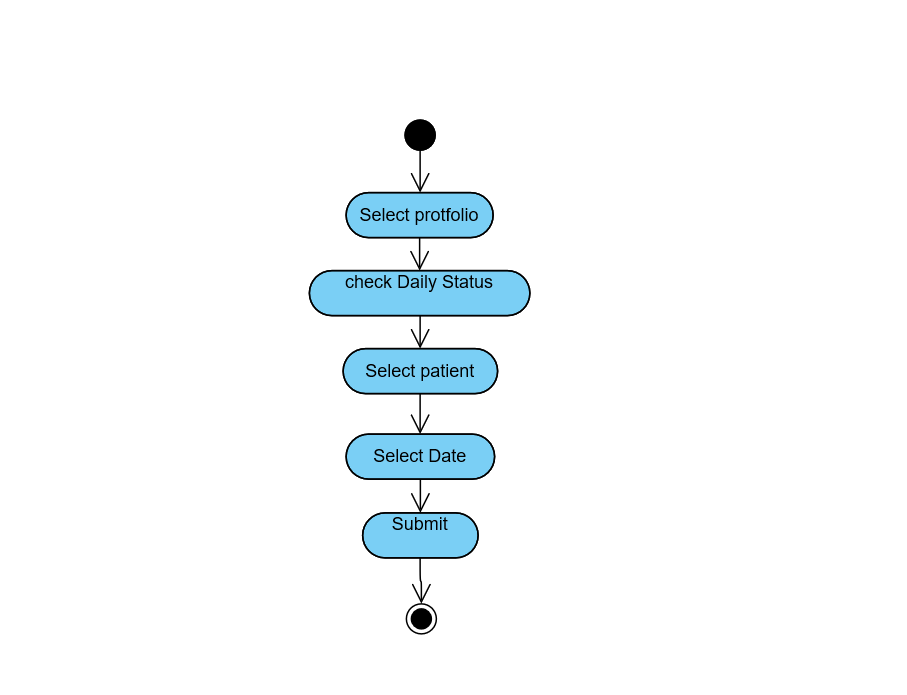 Select protfolio
check Daily Status
Select patient
Select Date
Submit